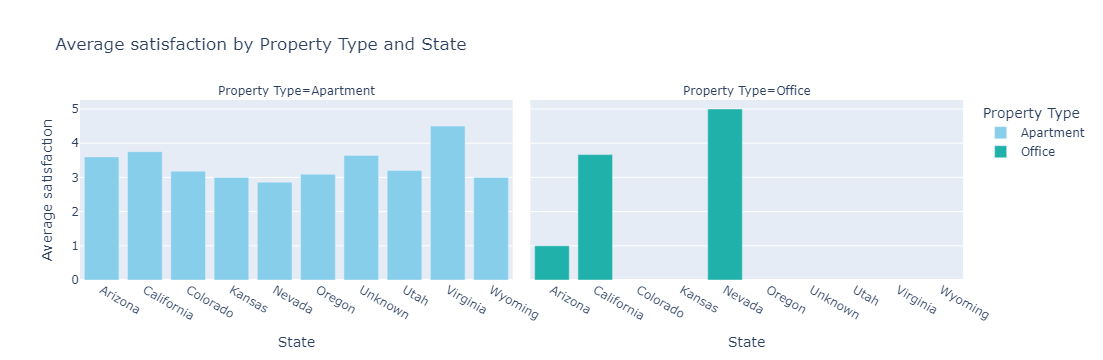 Average satisfaction by Property Type and State
Property Type=Apartment
Property Type=Office
Property Type
Apartment
Office
Average satisfaction
5
4
3
2
1
0
Arizona
California
Colorado
Kansas
Nevada
Oregon
Unknown
Utah
Virginia
Wyoming
Arizona
California
Colorado
Kansas
Nevada
Oregon
Unknown
Utah
Virginia
Wyoming
State
State